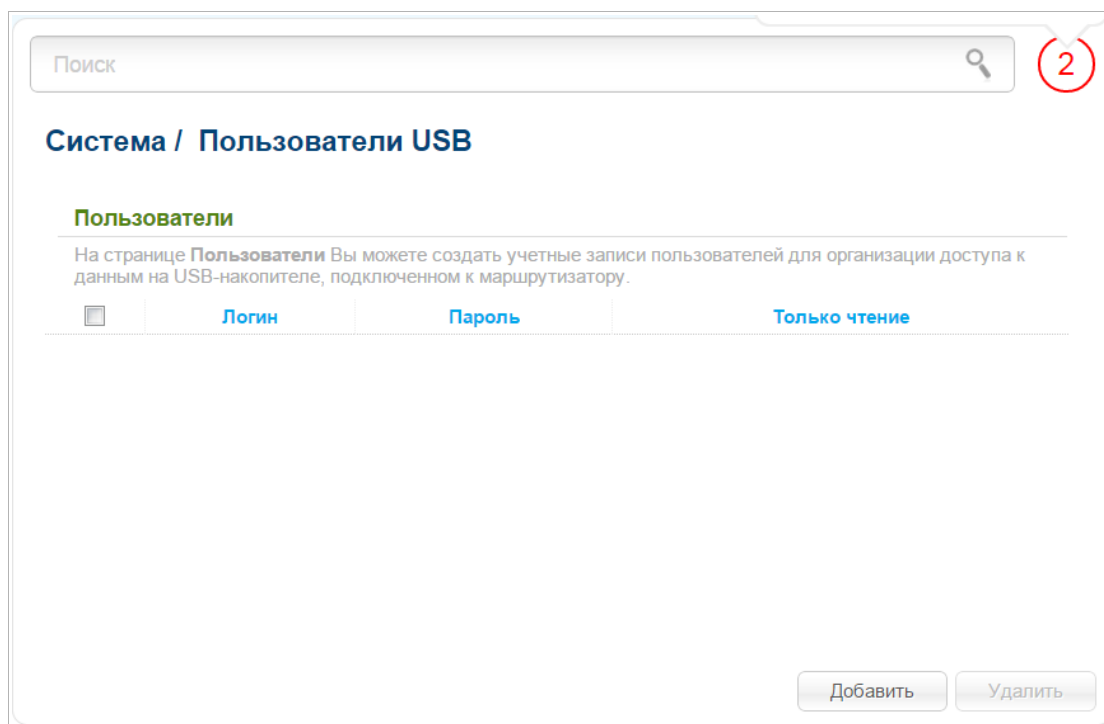 Поиск
2
Система / Пользователи USB
Пользователи
На странице Пользователи Вы можете создать учетные записи пользователей для организации доступа к
данным на USB-накопителе, подключенном к маршрутизатору.
Логин Пароль Только чтение
Добавить Удалить